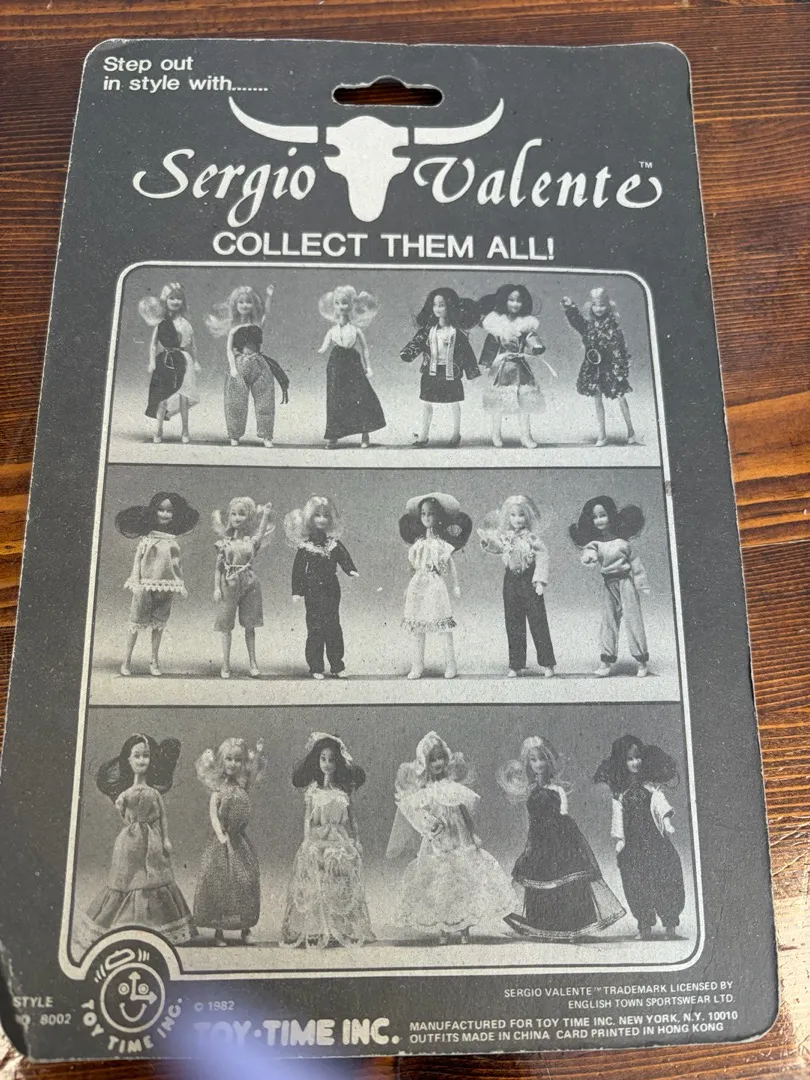 Step out
in style with.......
Sergio Valente™
COLLECT THEM ALL!
STYLE
NO. 8002
TOY TIME INC.
© 1982
TOY·TIME INC.
SERGIO VALENTE™ TRADEMARK LICENSED BY
ENGLISH TOWN SPORTSWEAR LTD.
MANUFACTURED FOR TOY TIME INC. NEW YORK, N.Y. 10010
OUTFITS MADE IN CHINA CARD PRINTED IN HONG KONG